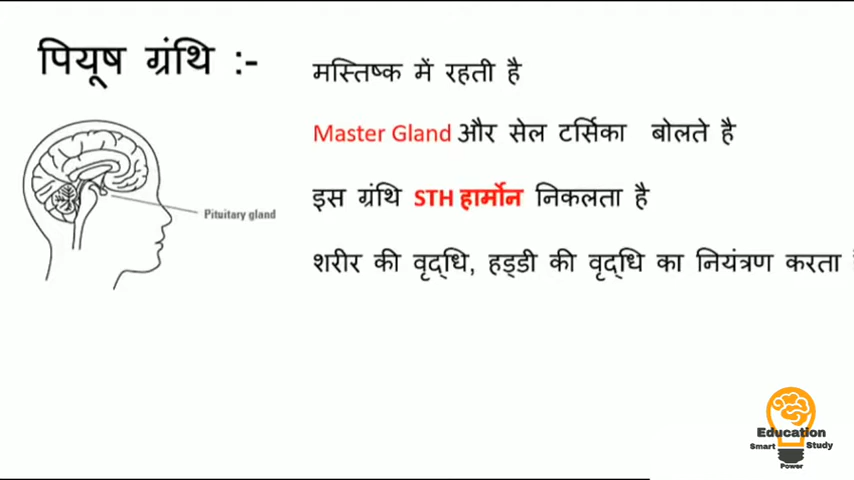 पियूष ग्रंथि :-
मस्तिष्क में रहती है
Master Gland और सेल टर्सिका बोलते है
इस ग्रंथि STH हार्मोन निकलता है
शरीर की वृद्धि, हड्डी की वृद्धि का नियंत्रण करता
Pituitary gland
Education
Smart Study
Power